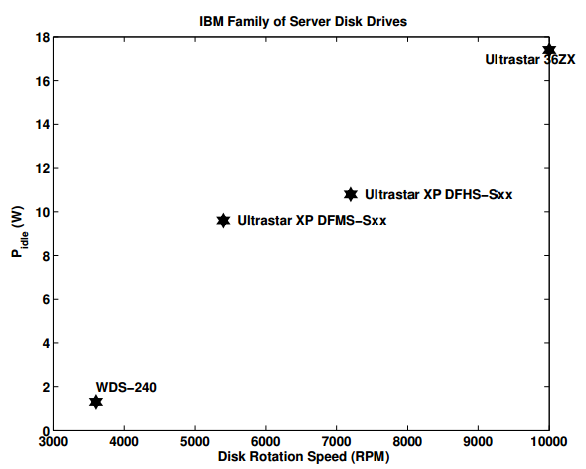 IBM Family of Server Disk Drives
18
16
14
12
10
8
6
4
2
0
P idle (W)
Ultrastar 36ZX
Ultrastar XP DFHS-Sxx
Ultrastar XP DFMS-Sxx
WDS-240
3000 4000 5000 6000 7000 8000 9000 10000
Disk Rotation Speed (RPM)